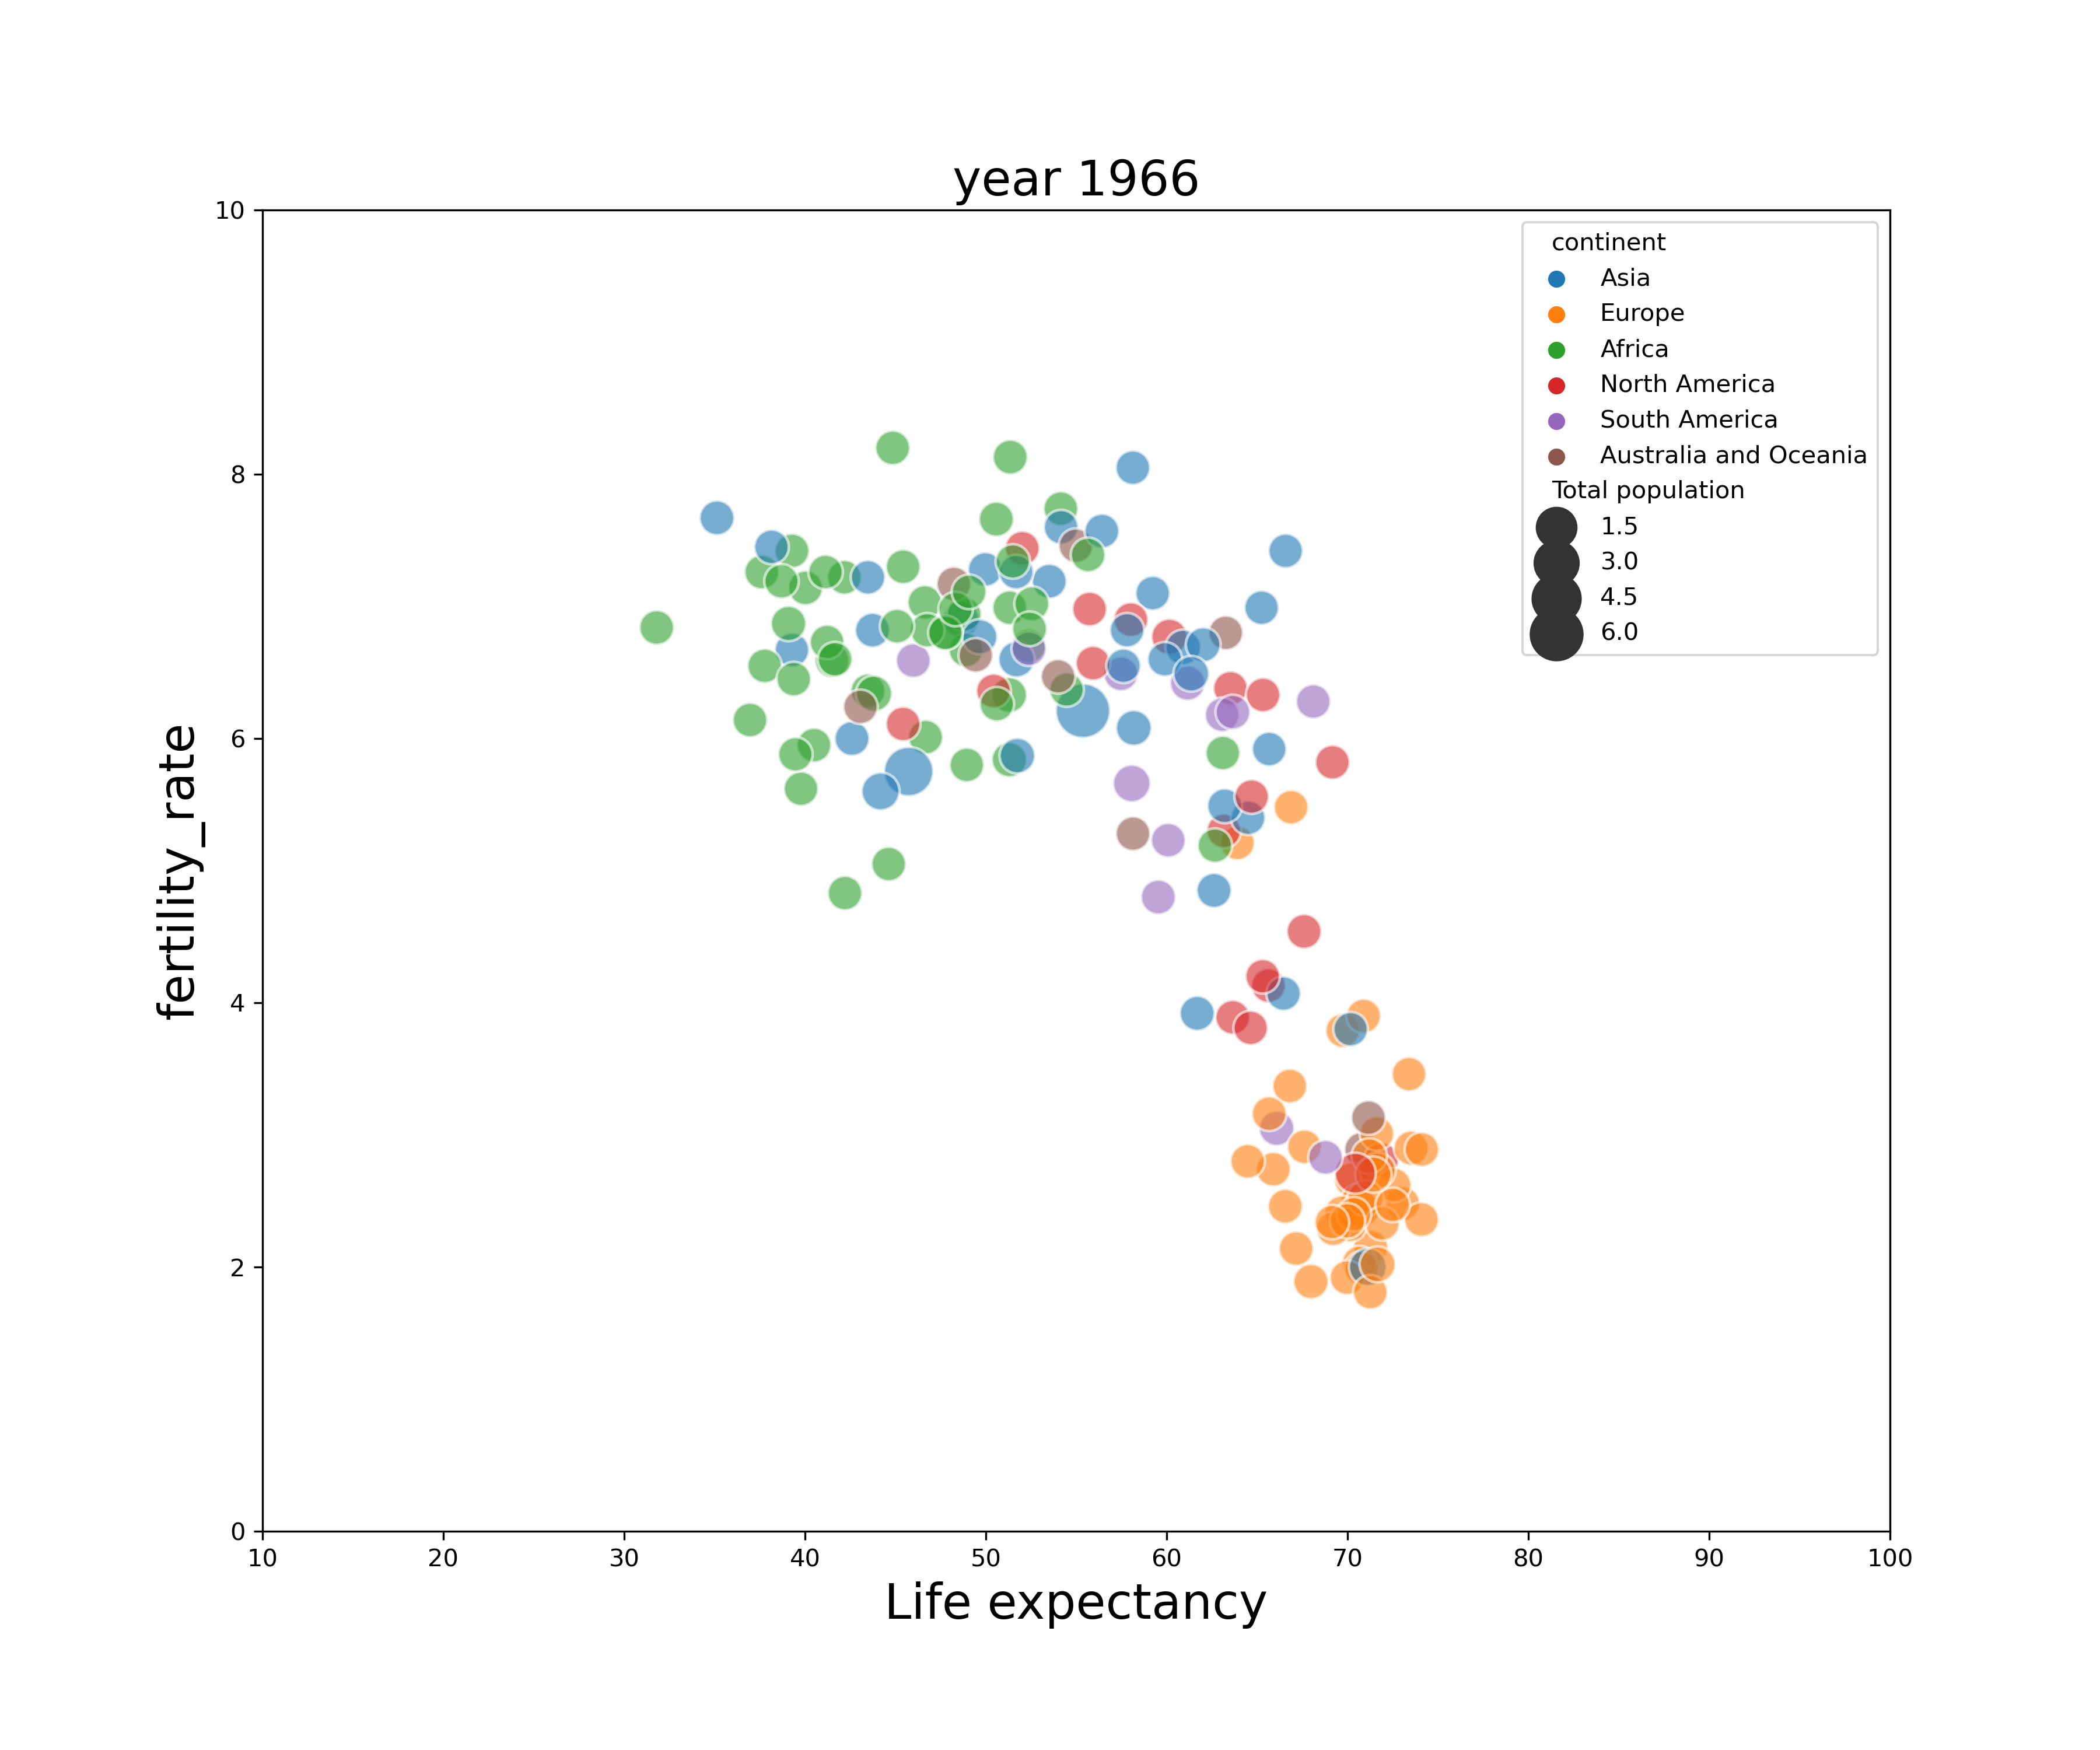 year 1966
10
8
6
4
2
0
fertility_rate
10 20 30 40 50 60 70 80 90 100
Life expectancy
continent
Asia
Europe
Africa
North America
South America
Australia and Oceania
Total population
1.5
3.0
4.5
6.0